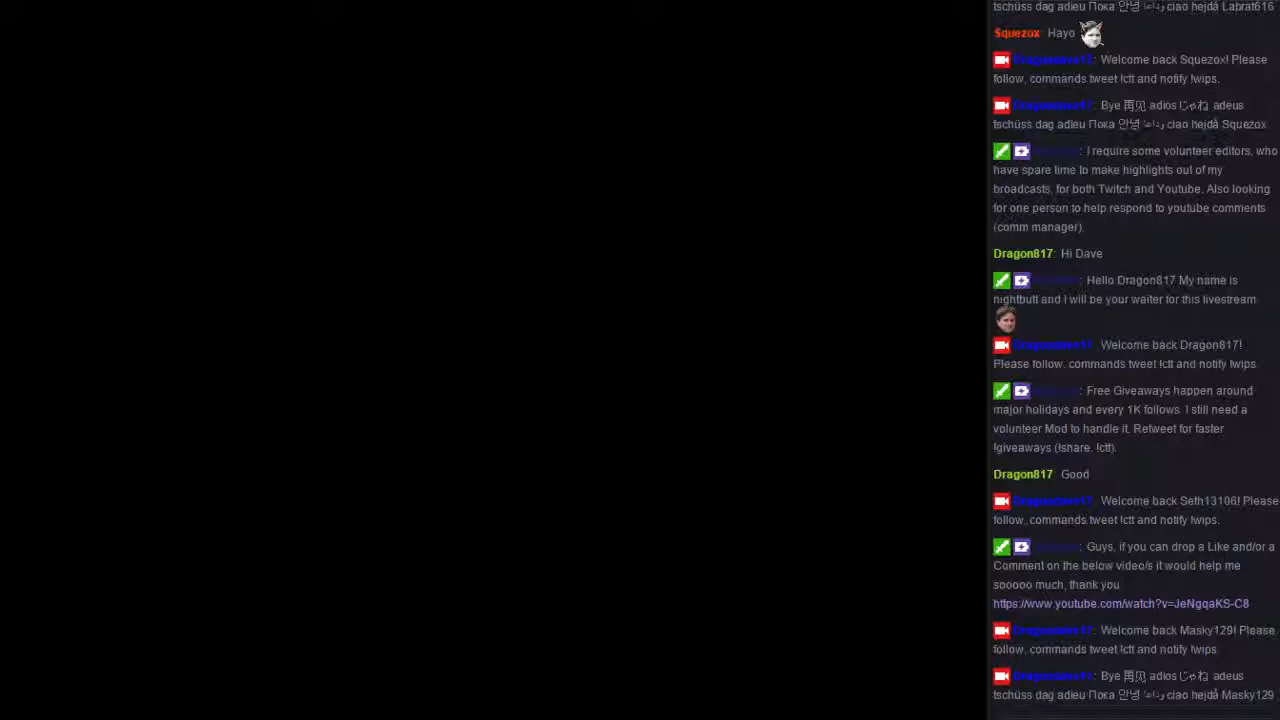 tschüss dag adieu Пока 안녕 وداعا ciao hejdå Labrat616
Squezox: Hayo
Dragondave17: Welcome back Squezox! Please
follow, commands tweet !ctt and notify !wips.
Dragondave17: Bye 再见 adios じゃね adeus
tschüss dag adieu Пока 안녕 وداعا ciao hejdå Squezox
: I require some volunteer editors, who
have spare time to make highlights out of my
broadcasts, for both Twitch and Youtube. Also looking
for one person to help respond to youtube comments
(comm manager).
Dragon817: Hi Dave
: Hello Dragon817 My name is
nightbutt and I will be your waiter for this livestream
Dragondave17: Welcome back Dragon817!
Please follow, commands tweet !ctt and notify !wips.
: Free Giveaways happen around
major holidays and every 1K follows. I still need a
volunteer Mod to handle it. Retweet for faster
!giveaways (!share, !ctt).
Dragon817: Good
Dragondave17: Welcome back Seth13106! Please
follow, commands tweet !ctt and notify !wips.
: Guys, if you can drop a Like and/or a
Comment on the below video/s it would help me
sooooo much, thank you
https://www.youtube.com/watch?v=JeNgqaKS-C8
Dragondave17: Welcome back Masky129! Please
follow, commands tweet !ctt and notify !wips.
Dragondave17: Bye 再见 adios じゃね adeus
tschüss dag adieu Пока 안녕 وداعا ciao hejdå Masky129